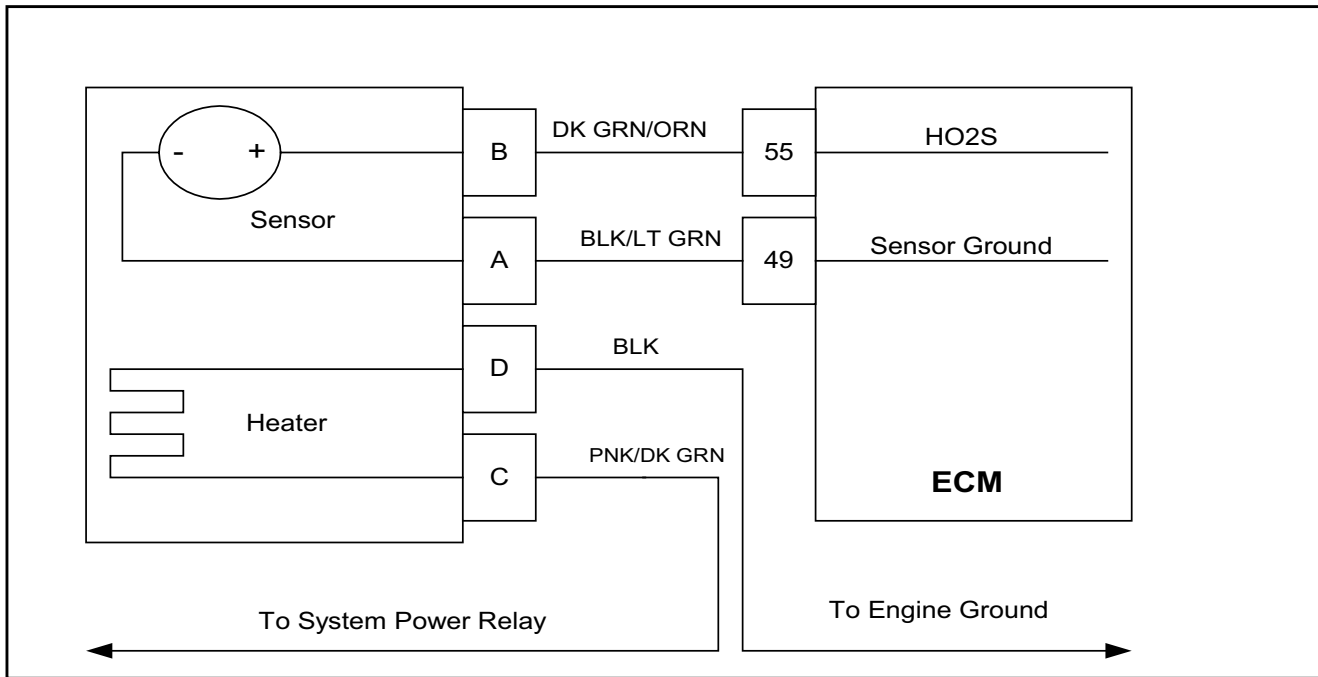 DK GRN/ORN
B
55
HO2S
- +
Sensor
BLK/LT GRN
A
49
Sensor Ground
BLK
D
Heater
PNK/DK GRN
C
ECM
To System Power Relay
To Engine Ground